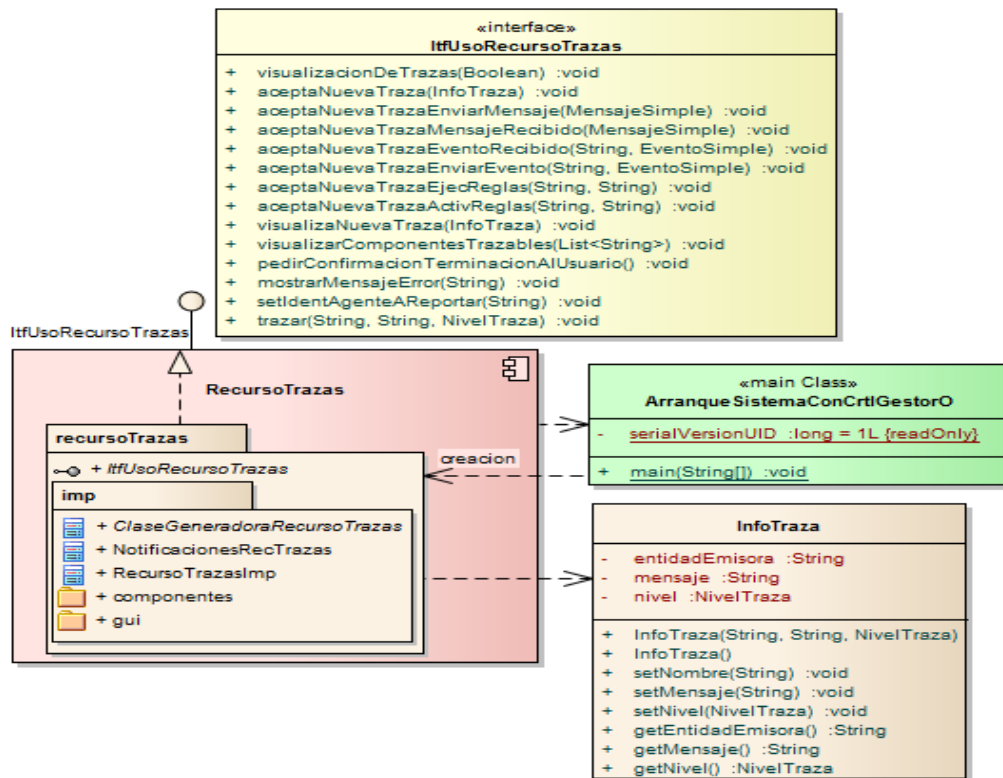 «interface»
ItfUsoRecursoTrazas
+ visualizacionDeTrazas(Boolean) :void
+ aceptaNuevaTraza(InfoTraza) :void
+ aceptaNuevaTrazaEnviarMensaje(MensajeSimple) :void
+ aceptaNuevaTrazaMensajeRecibido(MensajeSimple) :void
+ aceptaNuevaTrazaEventoRecibido(String, EventoSimple) :void
+ aceptaNuevaTrazaEnviarEvento(String, EventoSimple) :void
+ aceptaNuevaTrazaEjecReglas(String, String) :void
+ aceptaNuevaTrazaActivReglas(String, String) :void
+ visualizaNuevaTraza(InfoTraza) :void
+ visualizarComponentesTrazables(List<String>) :void
+ pedirConfirmacionTerminacionAlUsuario() :void
+ mostrarMensajeError(String) :void
+ setIdentAgenteAReportar(String) :void
+ trazar(String, String, NivelTraza) :void
ItfUsoRecursoTrazas
RecursoTrazas
recursoTrazas
+ ItfUsoRecursoTrazas
imp
+ ClaseGeneradoraRecursoTrazas
+ NotificacionesRecTrazas
+ RecursoTrazasImp
+ componentes
+ gui
creacion
«main Class»
ArranqueSistemaConCrtlGestorO
- serialVersionUID :long = 1L {readOnly}
+ main(String[]) :void
InfoTraza
- entidadEmisora :String
- mensaje :String
- nivel :NivelTraza
+ InfoTraza(String, String, NivelTraza)
+ InfoTraza()
+ setNombre(String) :void
+ setMensaje(String) :void
+ setNivel(NivelTraza) :void
+ getEntidadEmisora() :String
+ getMensaje() :String
+ getNivel() :NivelTraza